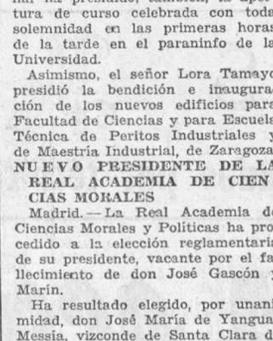 tura de curso celebrada con toda
solemnidad en las primeras horas
de la tarde en el paraninfo de la
Universidad.
Asimismo, el señor Lora Tamayo
presidió la bendición e inaugura-
ción de los nuevos edificios para
Facultad de Ciencias y para Escuela
Técnica de Peritos Industriales y
de Maestría Industrial, de Zaragoza
NUEVO PRESIDENTE DE LA
REAL ACADEMIA DE CIEN
CIAS MORALES
Madrid.—La Real Academia de
Ciencias Morales y Políticas ha pro
cedido a la elección reglamentaria
de su presidente, vacante por el fa
llecimiento de don José Gascón y
Marín.
Ha resultado elegido, por unani
midad, don José María de Yangua
Messía, vizconde de Santa Clara d